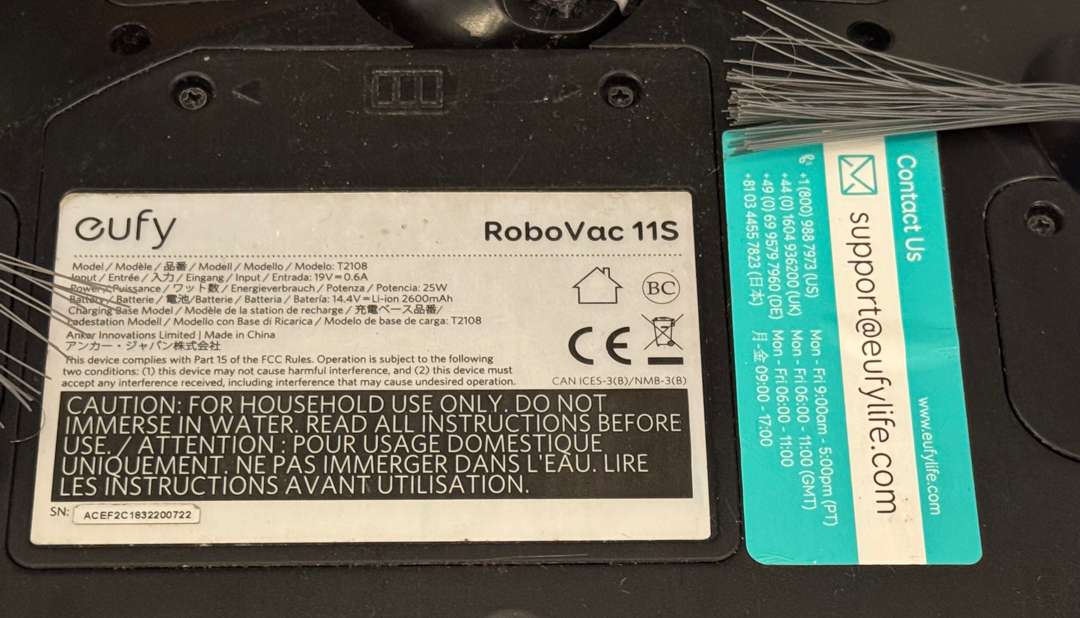 eufy
RoboVac 11S
Model / Modèle / 品番 / Modell / Modello / Modelo: T2108
Input / Entrée / 入力 / Eingang / Input / Entrada: 19V⎓0.6A
Power/Puissance / ワット数 / Energieverbrauch / Potenza / Potencia: 25W
Battery/Batterie / 電池/Batterie / Batteria / Batería: 14.4V⎓Li-ion 2600mAh
Charging Base Model / Modèle de la station de recharge / 充電ベース品番/
Ladestation Modell / Modello con Base di Ricarica / Modelo de base de carga: T2108
Anker Innovations Limited | Made in China
アンカー・ジャパン株式会社
This device complies with Part 15 of the FCC Rules. Operation is subject to the following
two conditions: (1) this device may not cause harmful interference, and (2) this device must
accept any interference received, including interference that may cause undesired operation.
BC
CE
CAN ICES-3(B)/NMB-3(B)
CAUTION: FOR HOUSEHOLD USE ONLY. DO NOT
IMMERSE IN WATER. READ ALL INSTRUCTIONS BEFORE
USE. / ATTENTION : POUR USAGE DOMESTIQUE
UNIQUEMENT. NE PAS IMMERGER DANS L'EAU. LIRE
LES INSTRUCTIONS AVANT UTILISATION.
SN: ACEF2C1832200722
Contact Us
support@eufylife.com
www.eufylife.com
+1 (800) 988 7973 (US) Mon - Fri 9:00am - 5:00pm (PT)
+44 (0) 1604 936200 (UK) Mon - Fri 06:00 - 11:00 (GMT)
+49 (0) 69 9579 7960 (DE) Mon - Fri 06:00 - 11:00
+81 03 4455 7823 (日本) 月-金 09:00 - 17:00